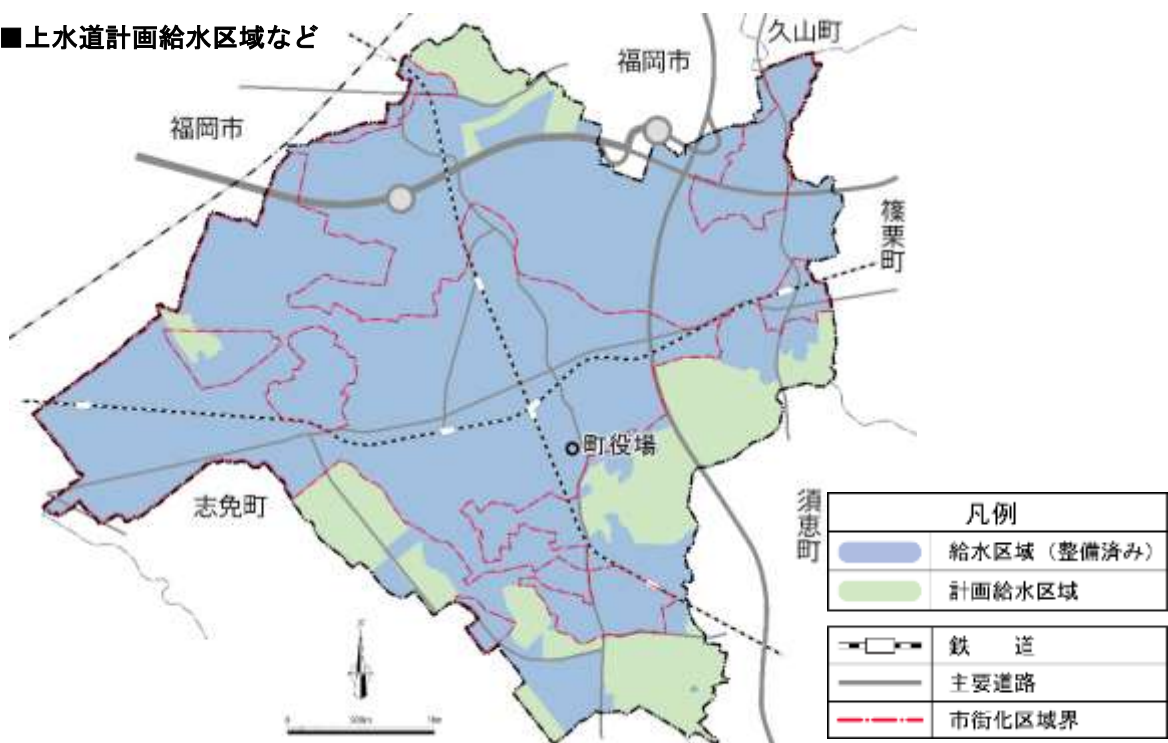 ■上水道計画給水区域など
久山町
福岡市
福岡市
篠栗町
町役場
志免町
須恵町
凡例
給水区域（整備済み）
計画給水区域
鉄　道
主要道路
市街化区域界
0 500m 1km